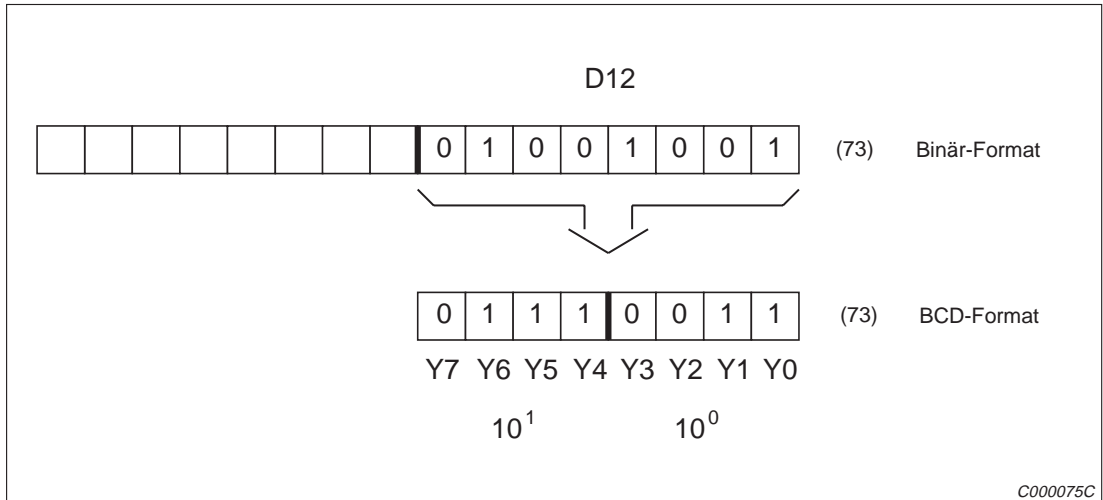 D12
0 1 0 0 1 0 0 1 (73) Binär-Format
0 1 1 1 0 0 1 1 (73) BCD-Format
Y7 Y6 Y5 Y4 Y3 Y2 Y1 Y0
10¹ 10⁰
C000075C